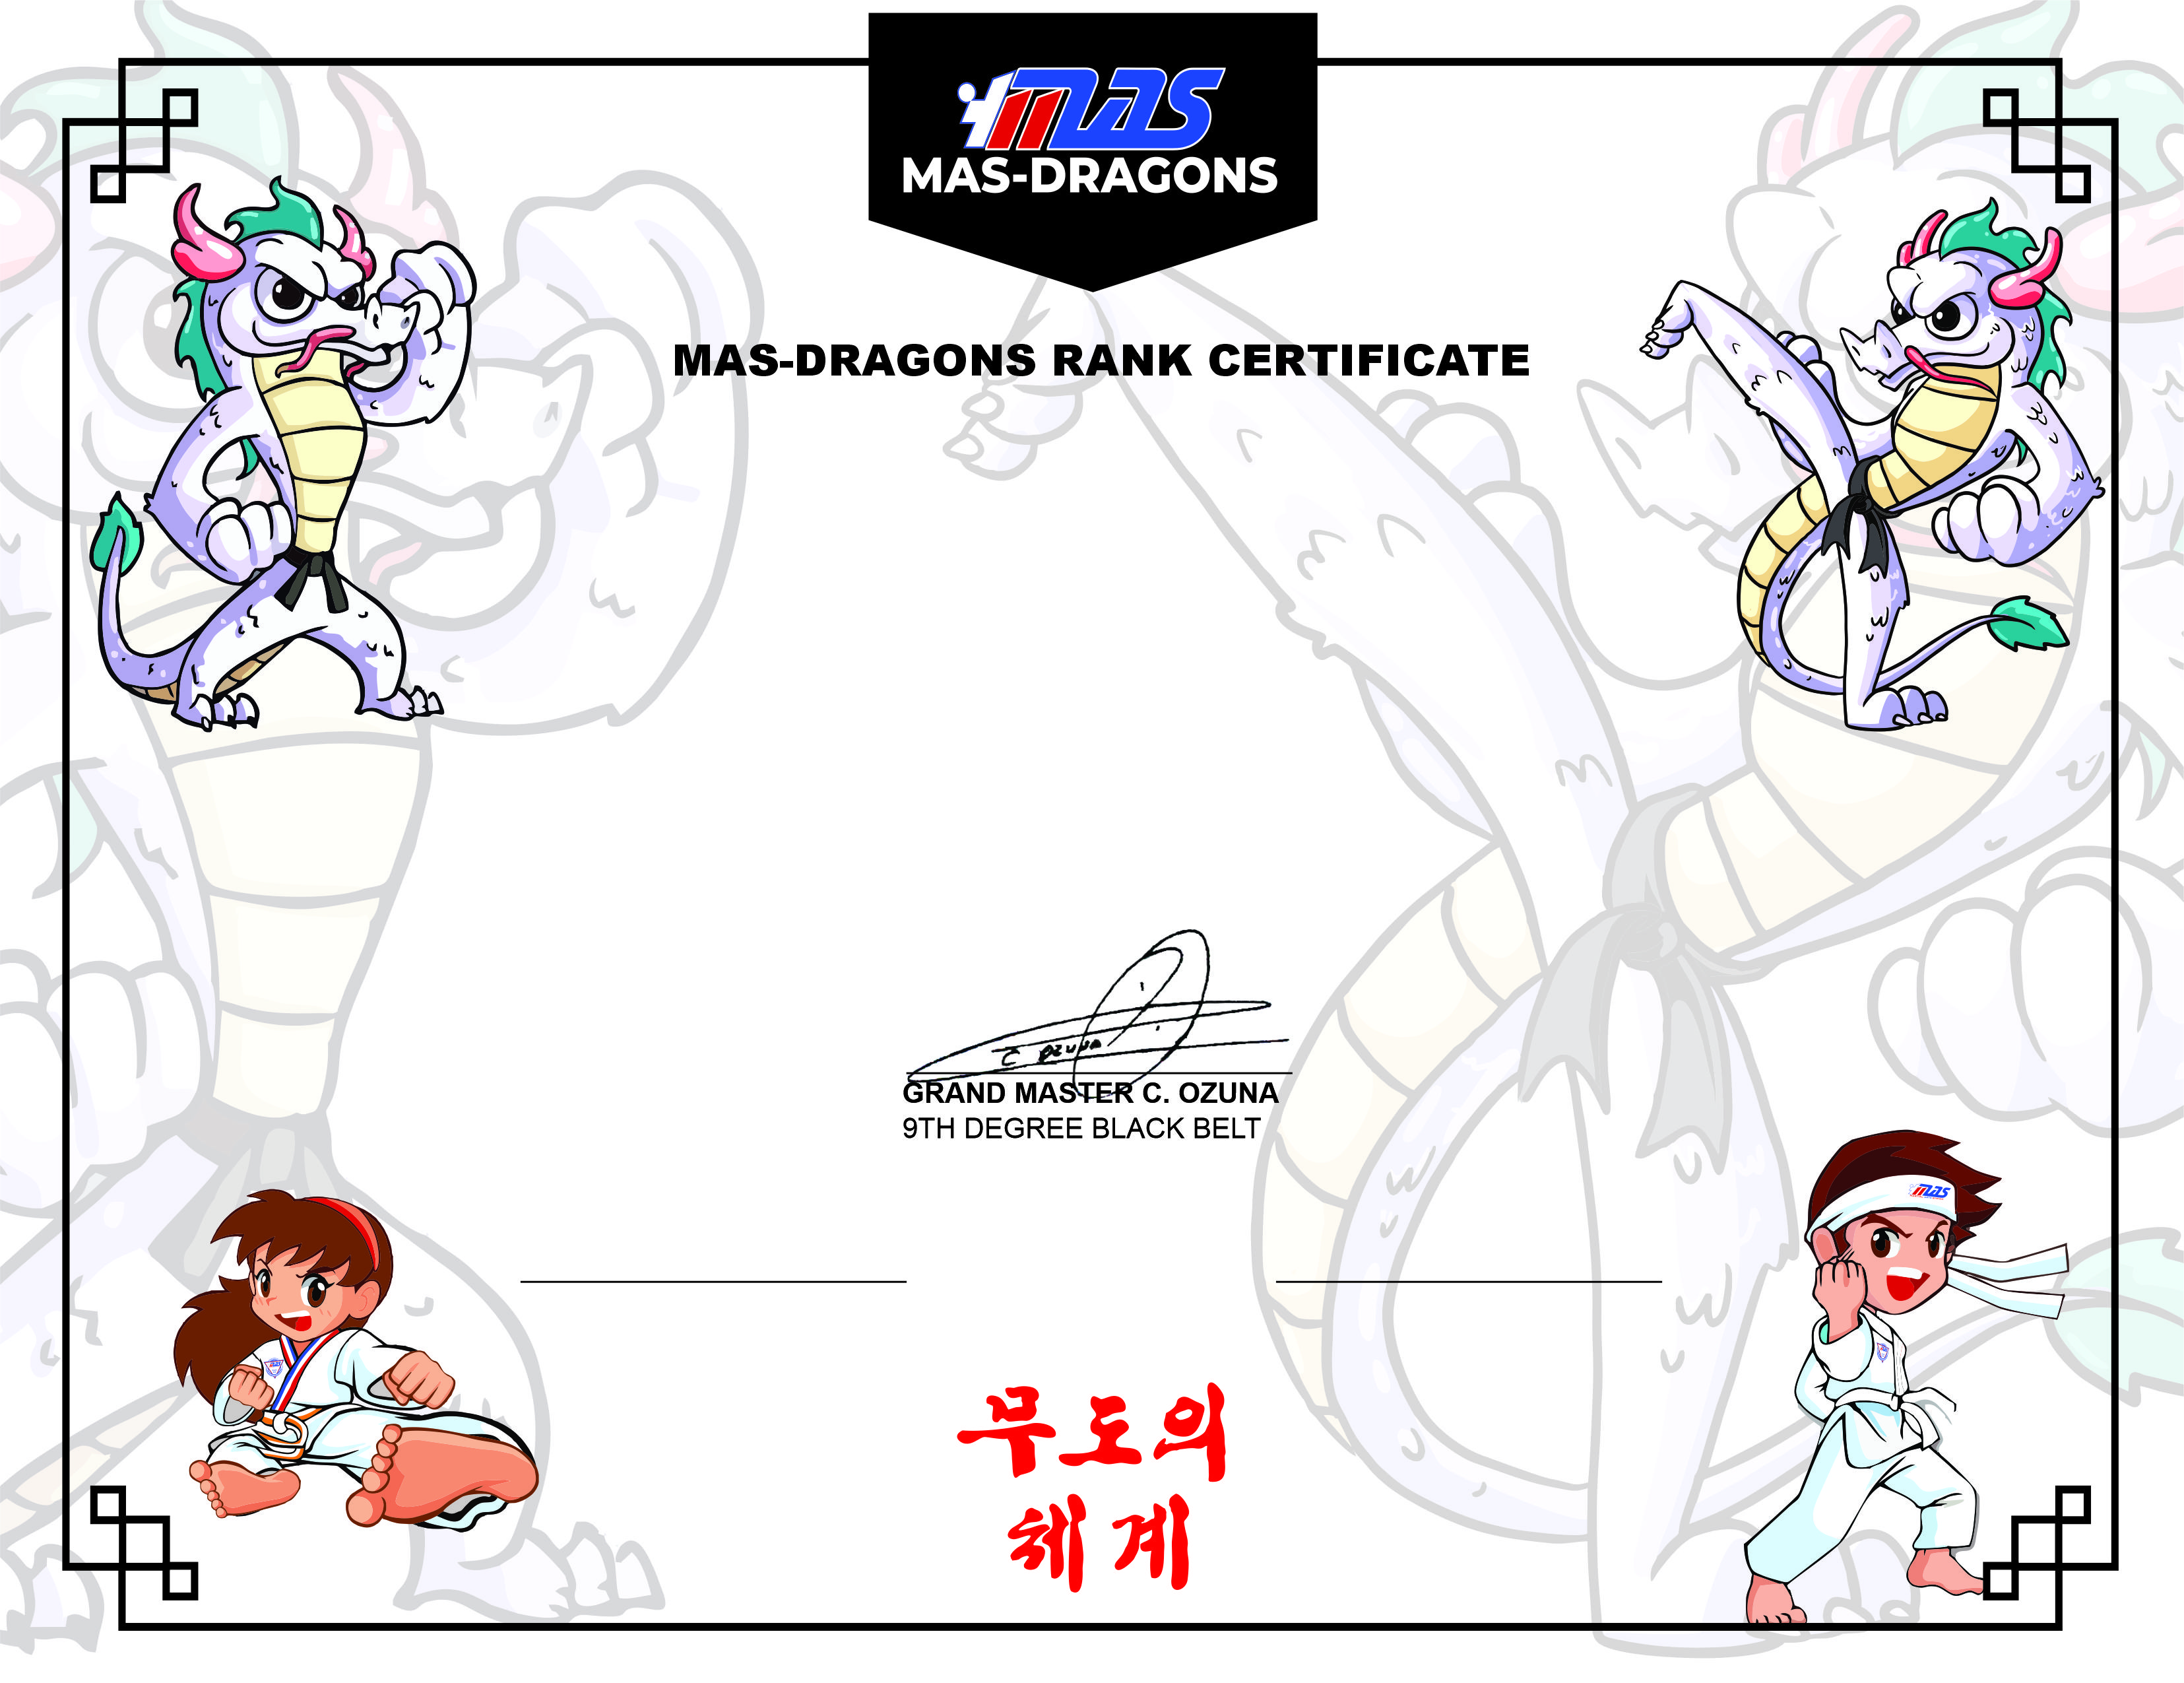 MAS
MAS-DRAGONS
MAS-DRAGONS RANK CERTIFICATE
C OZUNA
GRAND MASTER C. OZUNA
9TH DEGREE BLACK BELT
MAS
무도의
체계